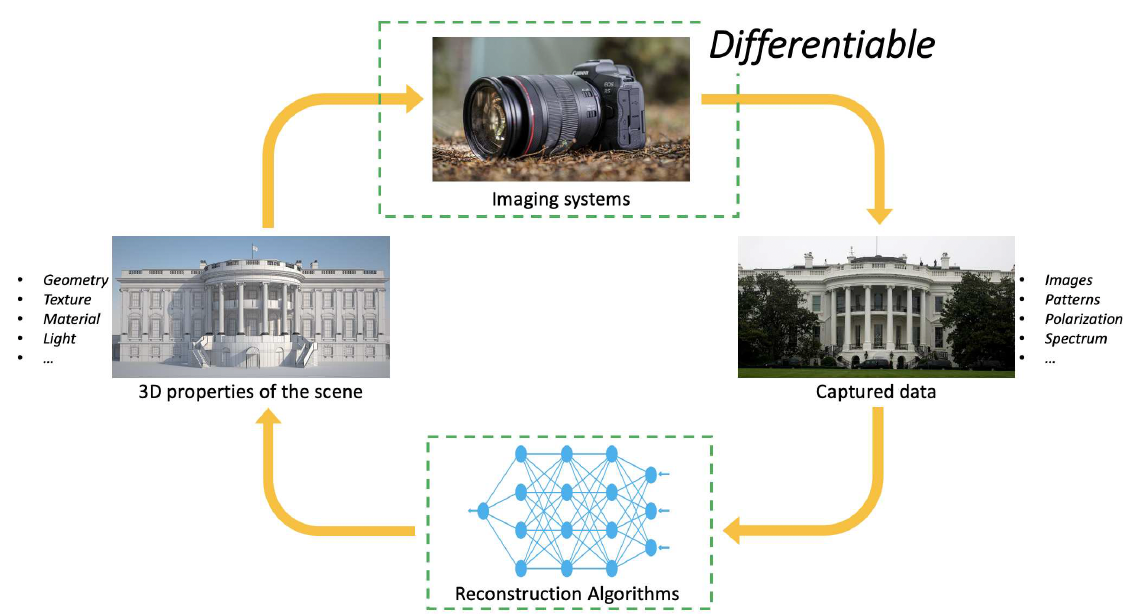 Differentiable
Canon
Imaging systems
• Geometry
• Texture
• Material
• Light
• ...
3D properties of the scene
• Images
• Patterns
• Polarization
• Spectrum
• ...
Captured data
Reconstruction Algorithms